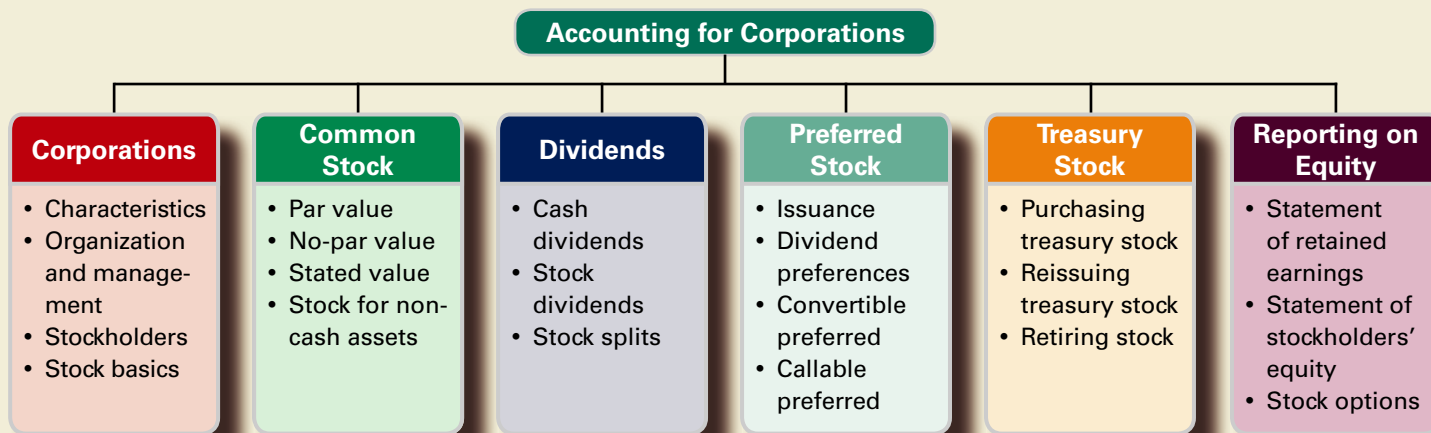 Accounting for Corporations
Corporations
• Characteristics
• Organization
and manage-
ment
• Stockholders
• Stock basics
Common
Stock
• Par value
• No-par value
• Stated value
• Stock for non-
cash assets
Dividends
• Cash
dividends
• Stock
dividends
• Stock splits
Preferred
Stock
• Issuance
• Dividend
preferences
• Convertible
preferred
• Callable
preferred
Treasury
Stock
• Purchasing
treasury stock
• Reissuing
treasury stock
• Retiring stock
Reporting on
Equity
• Statement
of retained
earnings
• Statement of
stockholders’
equity
• Stock options